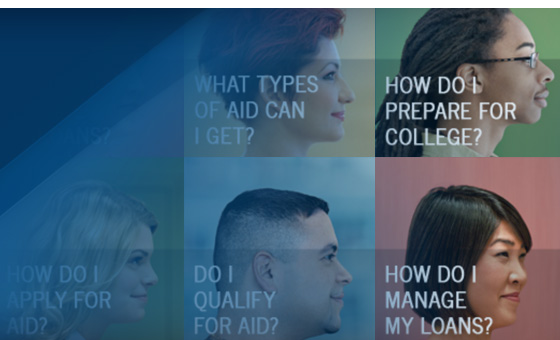 WHAT TYPES
OF AID CAN
I GET?
HOW DO I
PREPARE FOR
COLLEGE?
HOW DO I
APPLY FOR
AID?
DO I
QUALIFY
FOR AID?
HOW DO I
MANAGE
MY LOANS?